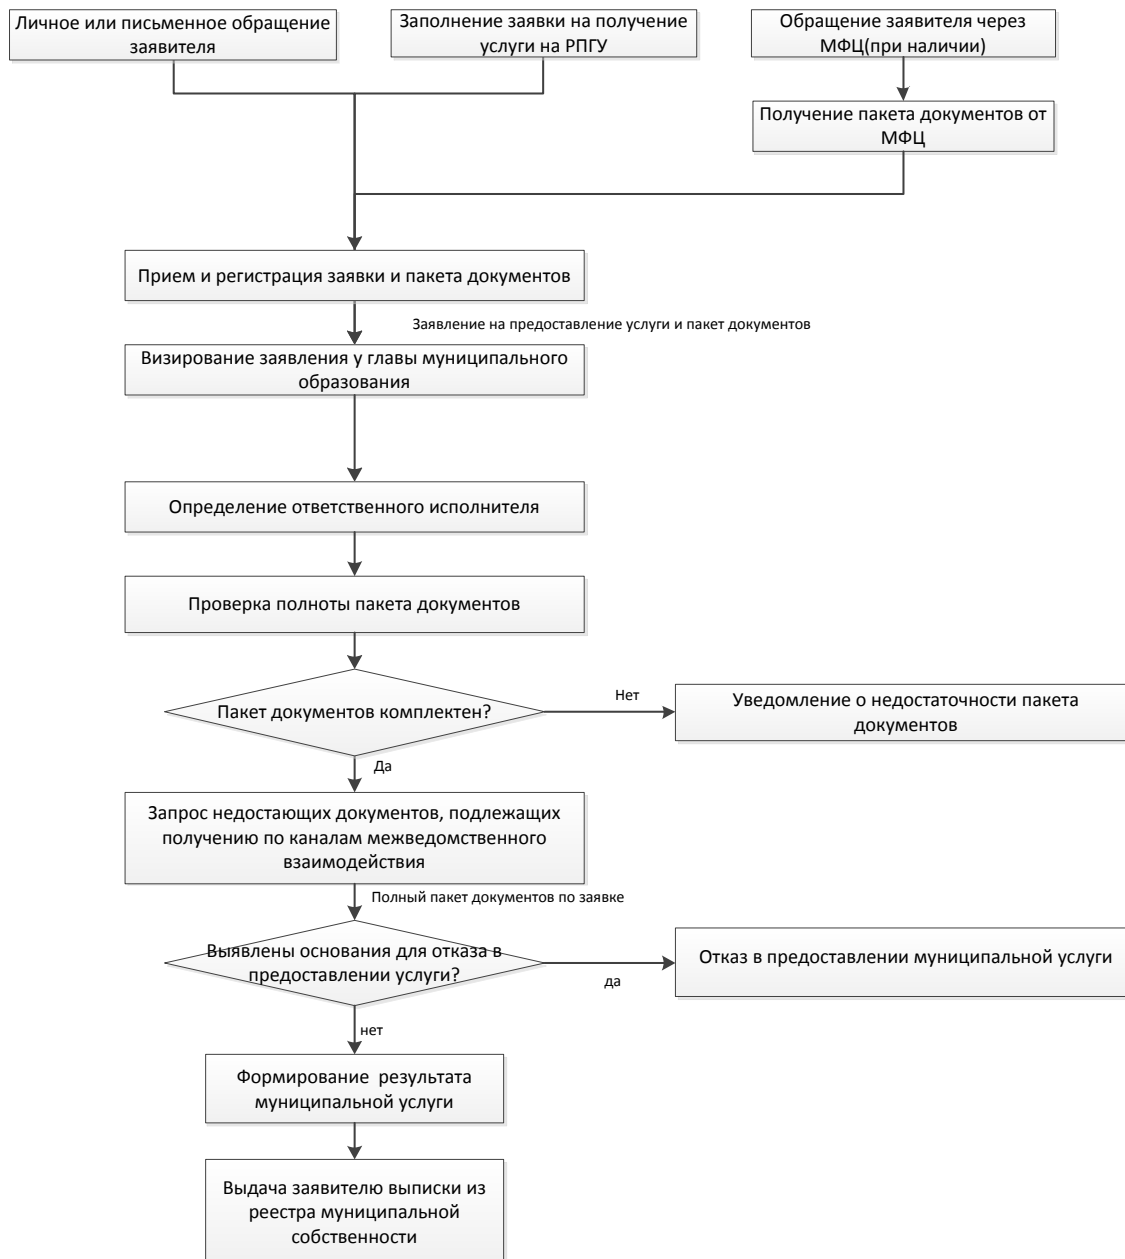 Личное или письменное обращение
заявителя
Заполнение заявки на получение
услуги на РПГУ
Обращение заявителя через
МФЦ(при наличии)
Получение пакета документов от
МФЦ
Прием и регистрация заявки и пакета документов
Заявление на предоставление услуги и пакет документов
Визирование заявления у главы муниципального
образования
Определение ответственного исполнителя
Проверка полноты пакета документов
Пакет документов комплектен?
Нет
Уведомление о недостаточности пакета
документов
Да
Запрос недостающих документов, подлежащих
получению по каналам межведомственного
взаимодействия
Полный пакет документов по заявке
Выявлены основания для отказа в
предоставлении услуги?
да
Отказ в предоставлении муниципальной услуги
нет
Формирование  результата
муниципальной услуги
Выдача заявителю выписки из
реестра муниципальной
собственности